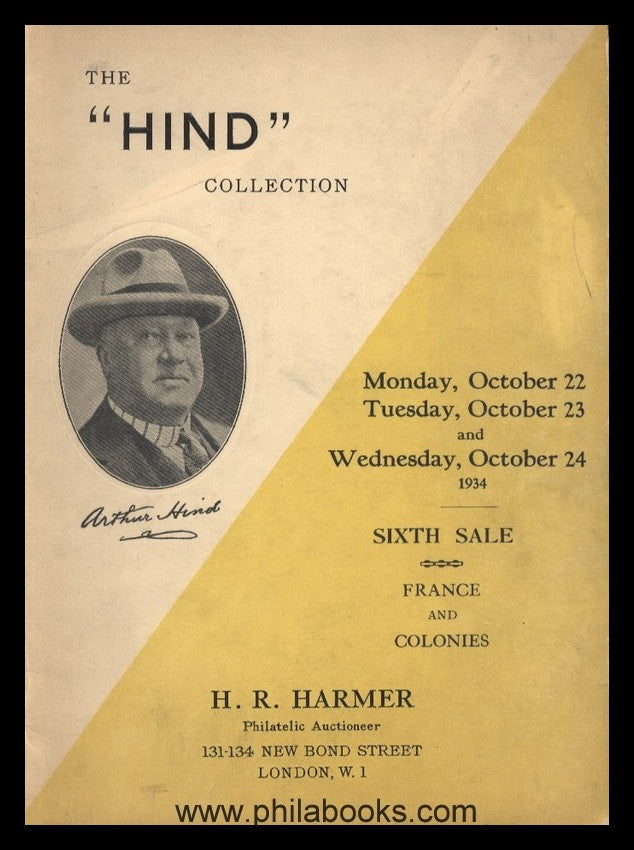 THE
“HIND”
COLLECTION
Arthur Hind
Monday, October 22
Tuesday, October 23
and
Wednesday, October 24
1934
SIXTH SALE
FRANCE
AND
COLONIES
H. R. HARMER
Philatelic Auctioneer
131-134 NEW BOND STREET
LONDON, W. 1
www.philabooks.com